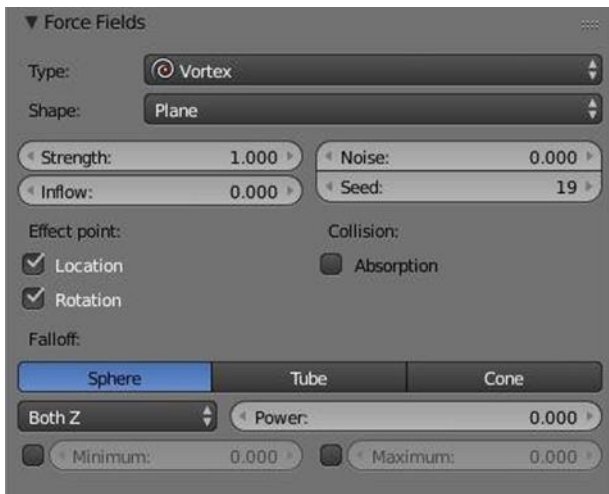 Force Fields
Type: Vortex
Shape: Plane
Strength: 1.000 Noise: 0.000
Inflow: 0.000 Seed: 19
Effect point: Collision:
Location Absorption
Rotation
Falloff:
Sphere Tube Cone
Both Z Power: 0.000
Minimum: 0.000 Maximum: 0.000